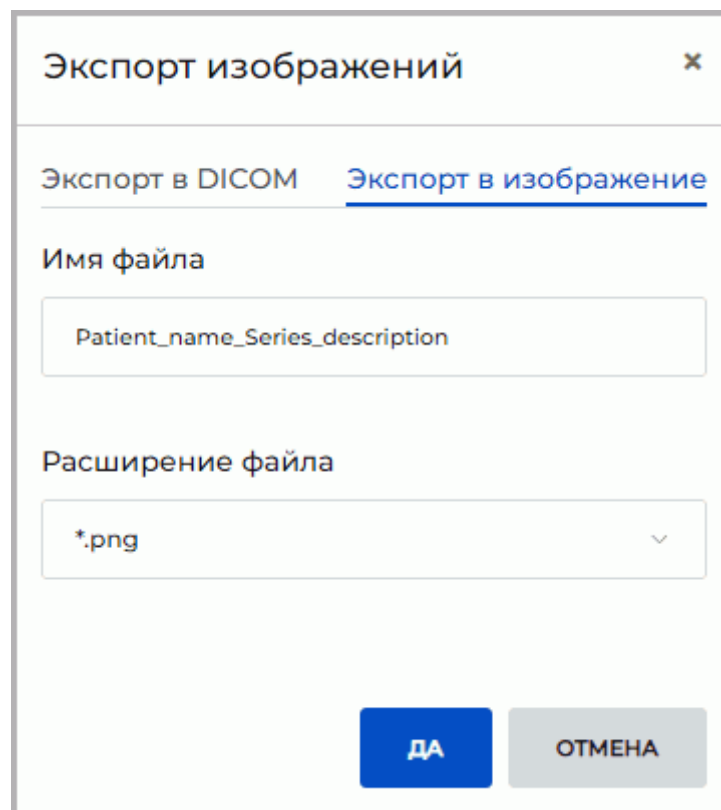 Экспорт изображений ×
Экспорт в DICOM Экспорт в изображение
Имя файла
Patient_name_Series_description
Расширение файла
*.png
ДА ОТМЕНА